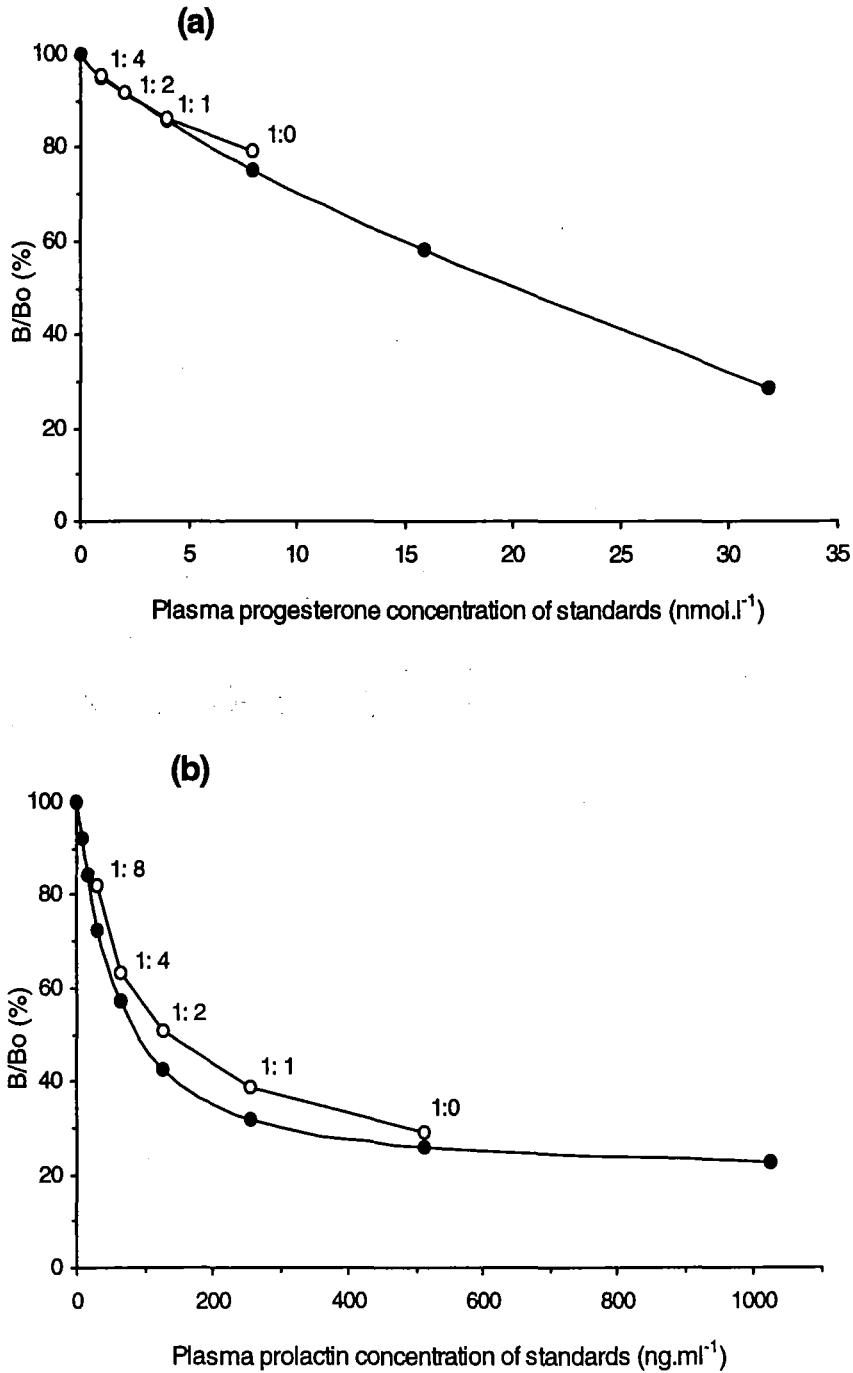 (a)
100
80
60
40
20
0
B/Bo (%)
1: 4
1: 2
1: 1
1:0
0 5 10 15 20 25 30 35
Plasma progesterone concentration of standards (nmol.l-1)
(b)
100
80
60
40
20
0
B/Bo (%)
1: 8
1: 4
1: 2
1: 1
1:0
0 200 400 600 800 1000
Plasma prolactin concentration of standards (ng.ml-1)